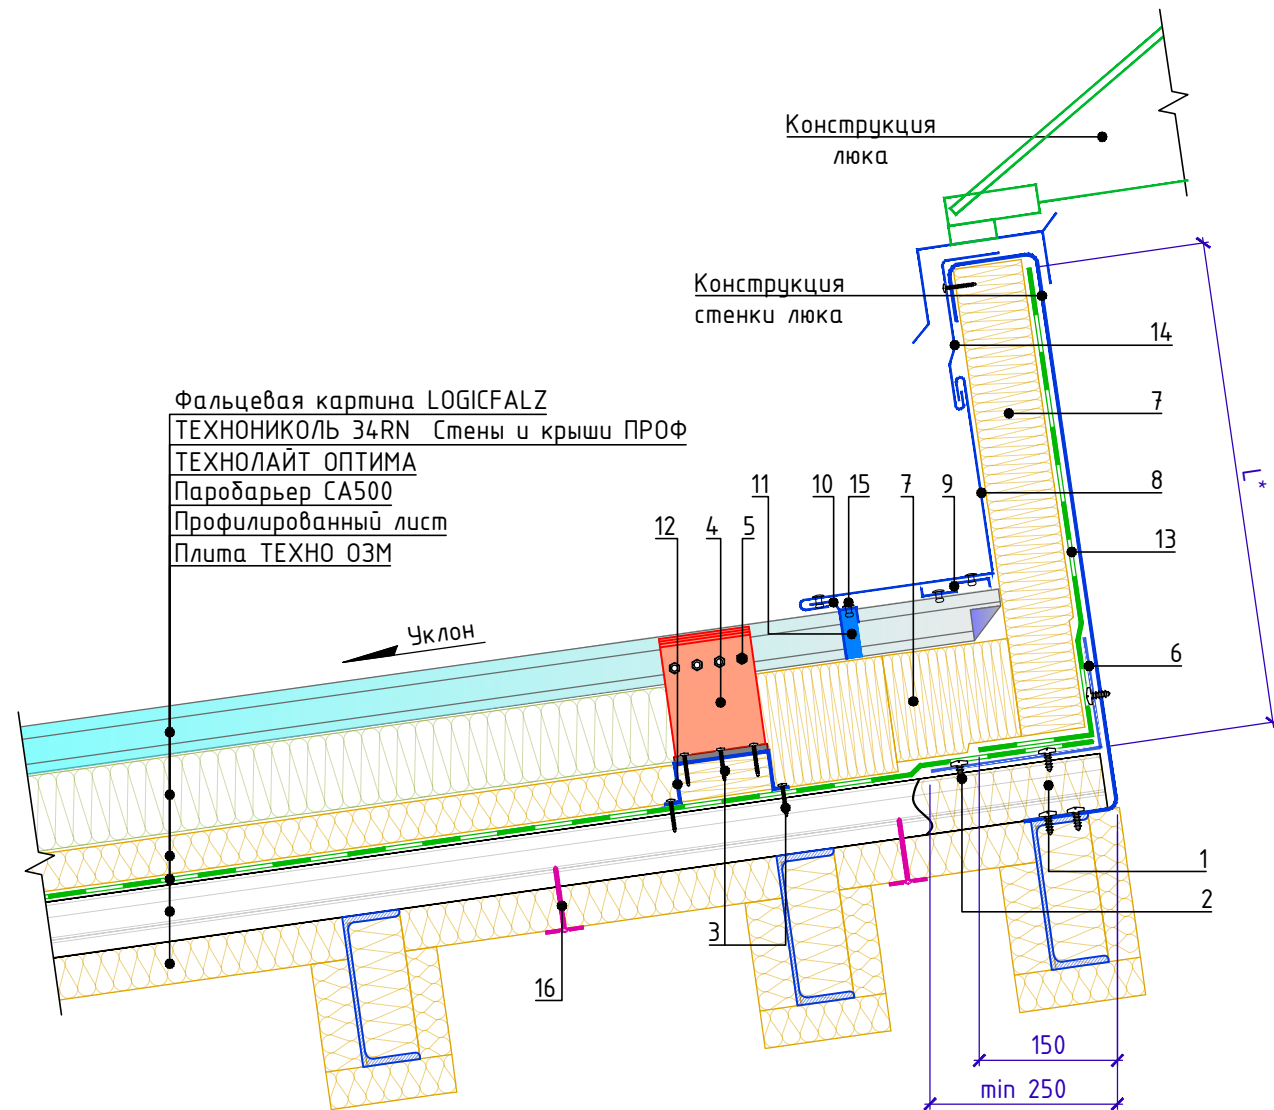 Конструкция
люка
Конструкция
стенки люка
14
7
Фальцевая картина LOGICFALZ
ТЕХНОНИКОЛЬ 34RN Стены и крыши ПРОФ
ТЕХНОЛАЙТ ОПТИМА
Паробарьер СА500
Профилированный лист
Плита ТЕХНО ОЗМ
L*
11
10
15
7
9
8
12
4
5
13
Уклон
11
6
1
2
3
16
150
min 250